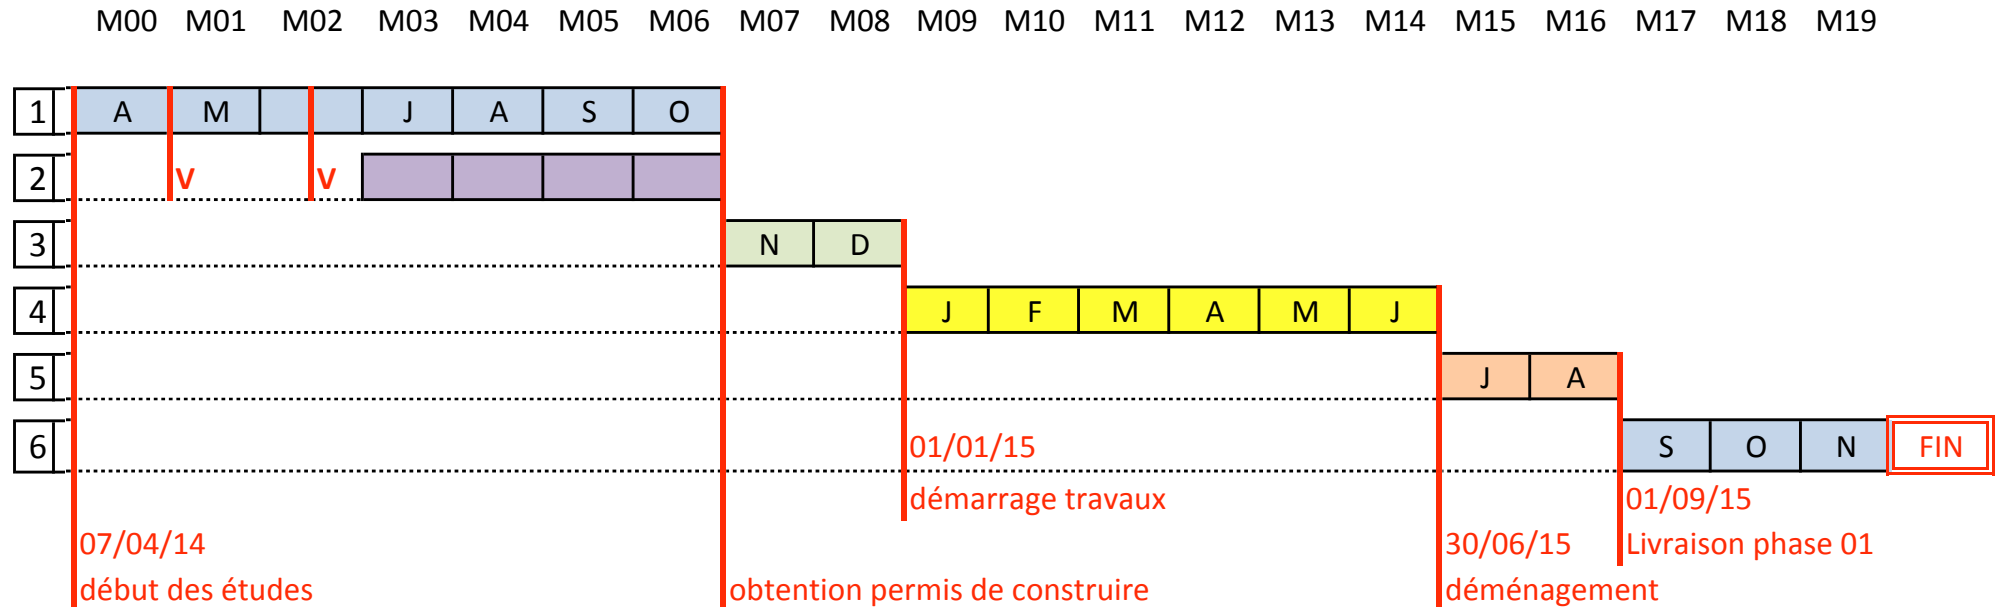 M00 M01 M02 M03 M04 M05 M06 M07 M08 M09 M10 M11 M12 M13 M14 M15 M16 M17 M18 M19
1 A M J A S O
2 V V
3 N D
4 J F M A M J
5 J A
6 S O N FIN
01/01/15
démarrage travaux
01/09/15
Livraison phase 01
07/04/14
début des études
obtention permis de construire
30/06/15
déménagement